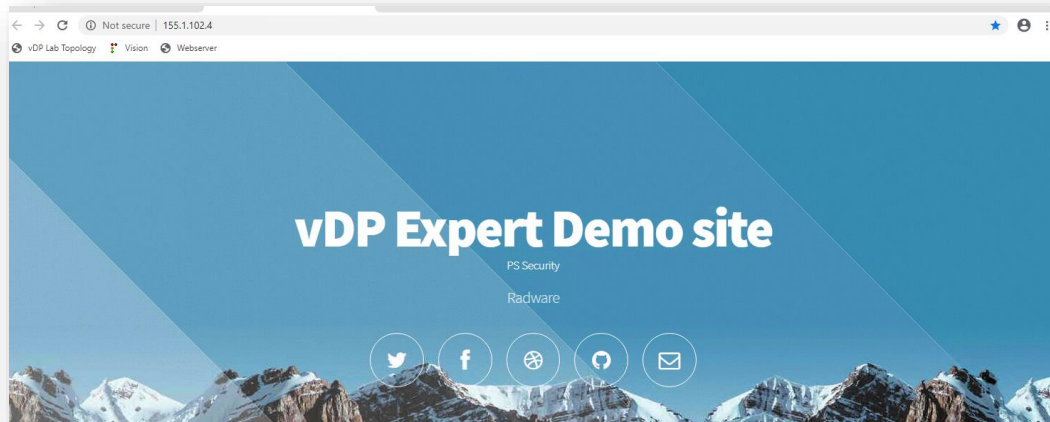 Not secure | 155.1.102.4
vDP Lab Topology Vision Webserver
vDP Expert Demo site
PS Security
Radware